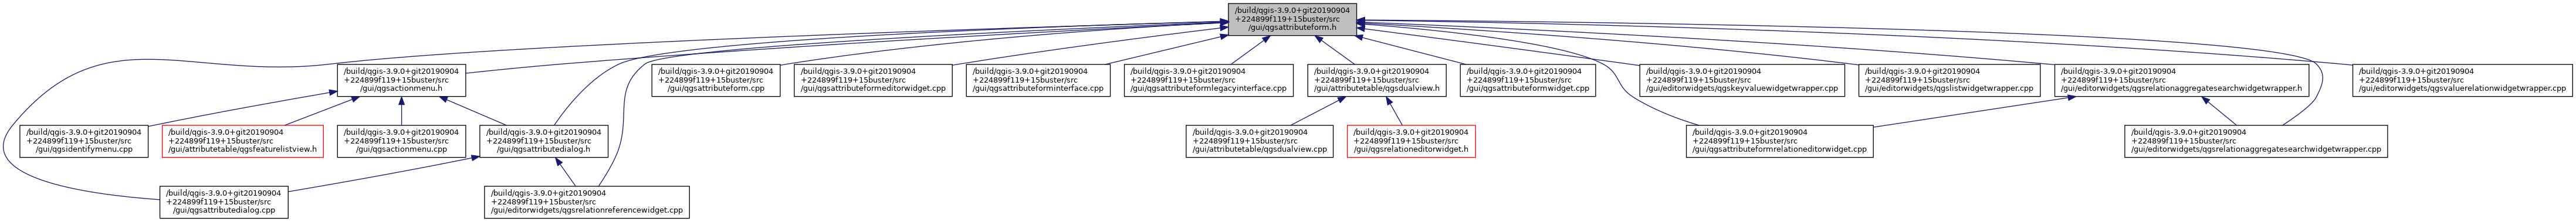 /build/qgis-3.9.0+git20190904
+224899f119+15buster/src
/gui/qgsattributeform.h
/build/qgis-3.9.0+git20190904
+224899f119+15buster/src
/gui/qgsactionmenu.h
/build/qgis-3.9.0+git20190904
+224899f119+15buster/src
/gui/qgsattributeform.cpp
/build/qgis-3.9.0+git20190904
+224899f119+15buster/src
/gui/qgsattributeformeditorwidget.cpp
/build/qgis-3.9.0+git20190904
+224899f119+15buster/src
/gui/qgsattributeforminterface.cpp
/build/qgis-3.9.0+git20190904
+224899f119+15buster/src
/gui/qgsattributeformlegacyinterface.cpp
/build/qgis-3.9.0+git20190904
+224899f119+15buster/src
/gui/attributetable/qgsdualview.h
/build/qgis-3.9.0+git20190904
+224899f119+15buster/src
/gui/qgsattributeformwidget.cpp
/build/qgis-3.9.0+git20190904
+224899f119+15buster/src
/gui/editorwidgets/qgskeyvaluewidgetwrapper.cpp
/build/qgis-3.9.0+git20190904
+224899f119+15buster/src
/gui/editorwidgets/qgslistwidgetwrapper.cpp
/build/qgis-3.9.0+git20190904
+224899f119+15buster/src
/gui/editorwidgets/qgsrelationaggregatesearchwidgetwrapper.h
/build/qgis-3.9.0+git20190904
+224899f119+15buster/src
/gui/editorwidgets/qgsvaluerelationwidgetwrapper.cpp
/build/qgis-3.9.0+git20190904
+224899f119+15buster/src
/gui/qgsidentifymenu.cpp
/build/qgis-3.9.0+git20190904
+224899f119+15buster/src
/gui/attributetable/qgsfeaturelistview.h
/build/qgis-3.9.0+git20190904
+224899f119+15buster/src
/gui/qgsactionmenu.cpp
/build/qgis-3.9.0+git20190904
+224899f119+15buster/src
/gui/qgsattributedialog.h
/build/qgis-3.9.0+git20190904
+224899f119+15buster/src
/gui/attributetable/qgsdualview.cpp
/build/qgis-3.9.0+git20190904
+224899f119+15buster/src
/gui/qgsrelationeditorwidget.h
/build/qgis-3.9.0+git20190904
+224899f119+15buster/src
/gui/qgsattributeformrelationeditorwidget.cpp
/build/qgis-3.9.0+git20190904
+224899f119+15buster/src
/gui/editorwidgets/qgsrelationaggregatesearchwidgetwrapper.cpp
/build/qgis-3.9.0+git20190904
+224899f119+15buster/src
/gui/qgsattributedialog.cpp
/build/qgis-3.9.0+git20190904
+224899f119+15buster/src
/gui/editorwidgets/qgsrelationreferencewidget.cpp